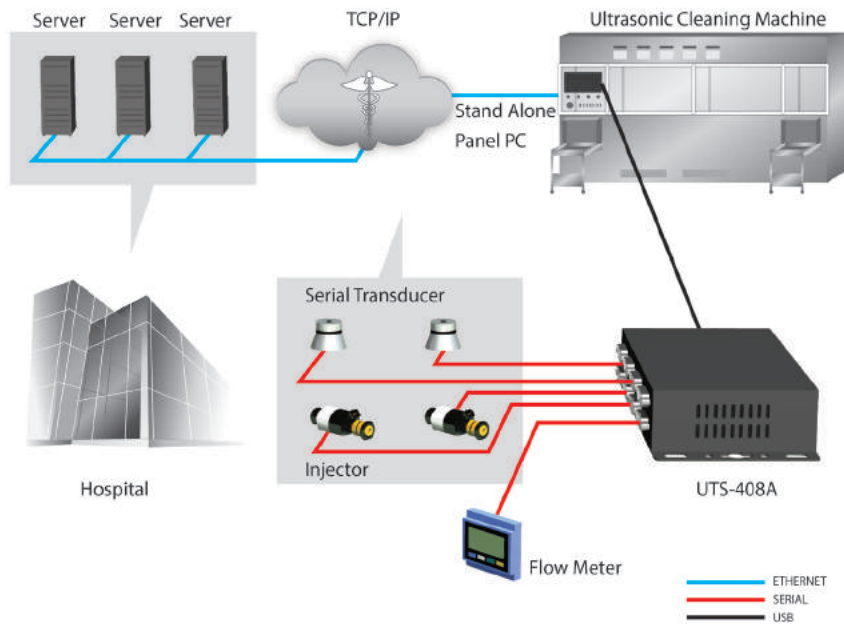 Server
Server
Server
TCP/IP
Ultrasonic Cleaning Machine
Stand Alone
Panel PC
Serial Transducer
Injector
Hospital
UTS-408A
Flow Meter
ETHERNET
SERIAL
USB